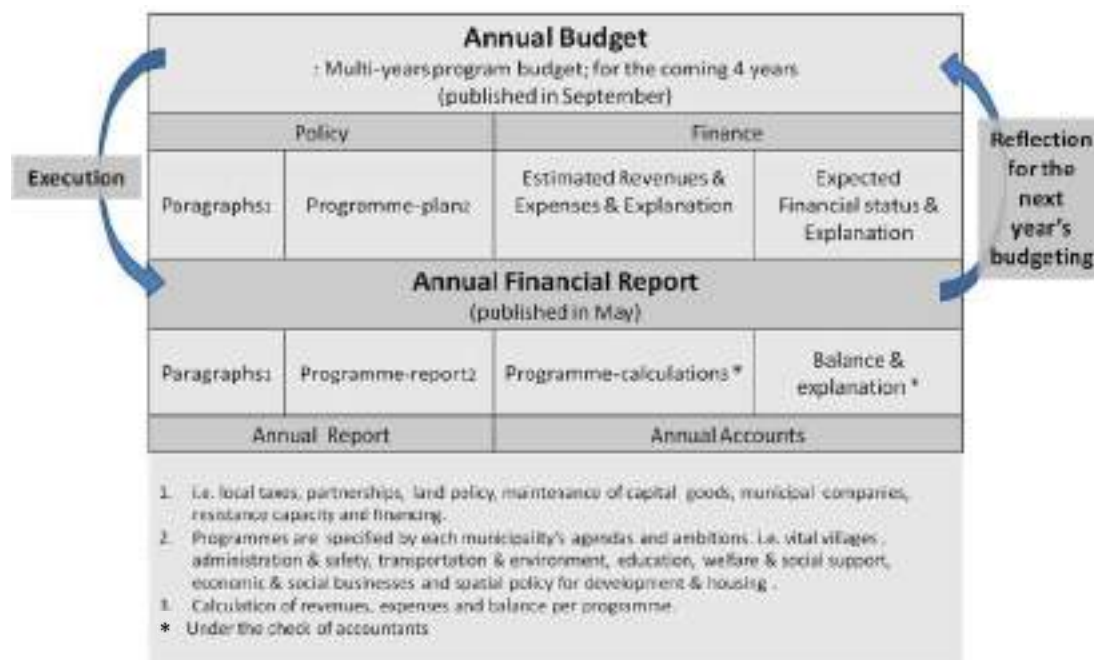 Annual Budget
: Multi-years program budget; for the coming 4 years
(published in September)
Policy
Finance
Execution
Paragraphs1
Programme-plan2
Estimated Revenues &
Expenses & Explanation
Expected
Financial status &
Explanation
Reflection
for the
next
year's
budgeting
Annual Financial Report
(published in May)
Paragraphs1
Programme-report2
Programme-calculation3 *
Balance &
explanation *
Annual Report
Annual Accounts
1. i.e. local taxes, partnerships, land policy, maintenance of capital goods, municipal companies,
resistance capacity and financing.
2. Programmes are specified by each municipality's agendas and ambitions. i.e. vital villages ,
administration & safety, transportation & environment, education, welfare & social support,
economic & social businesses and spatial policy for development & housing .
3. Calculation of revenues, expenses and balance per programme.
* Under the check of accountants